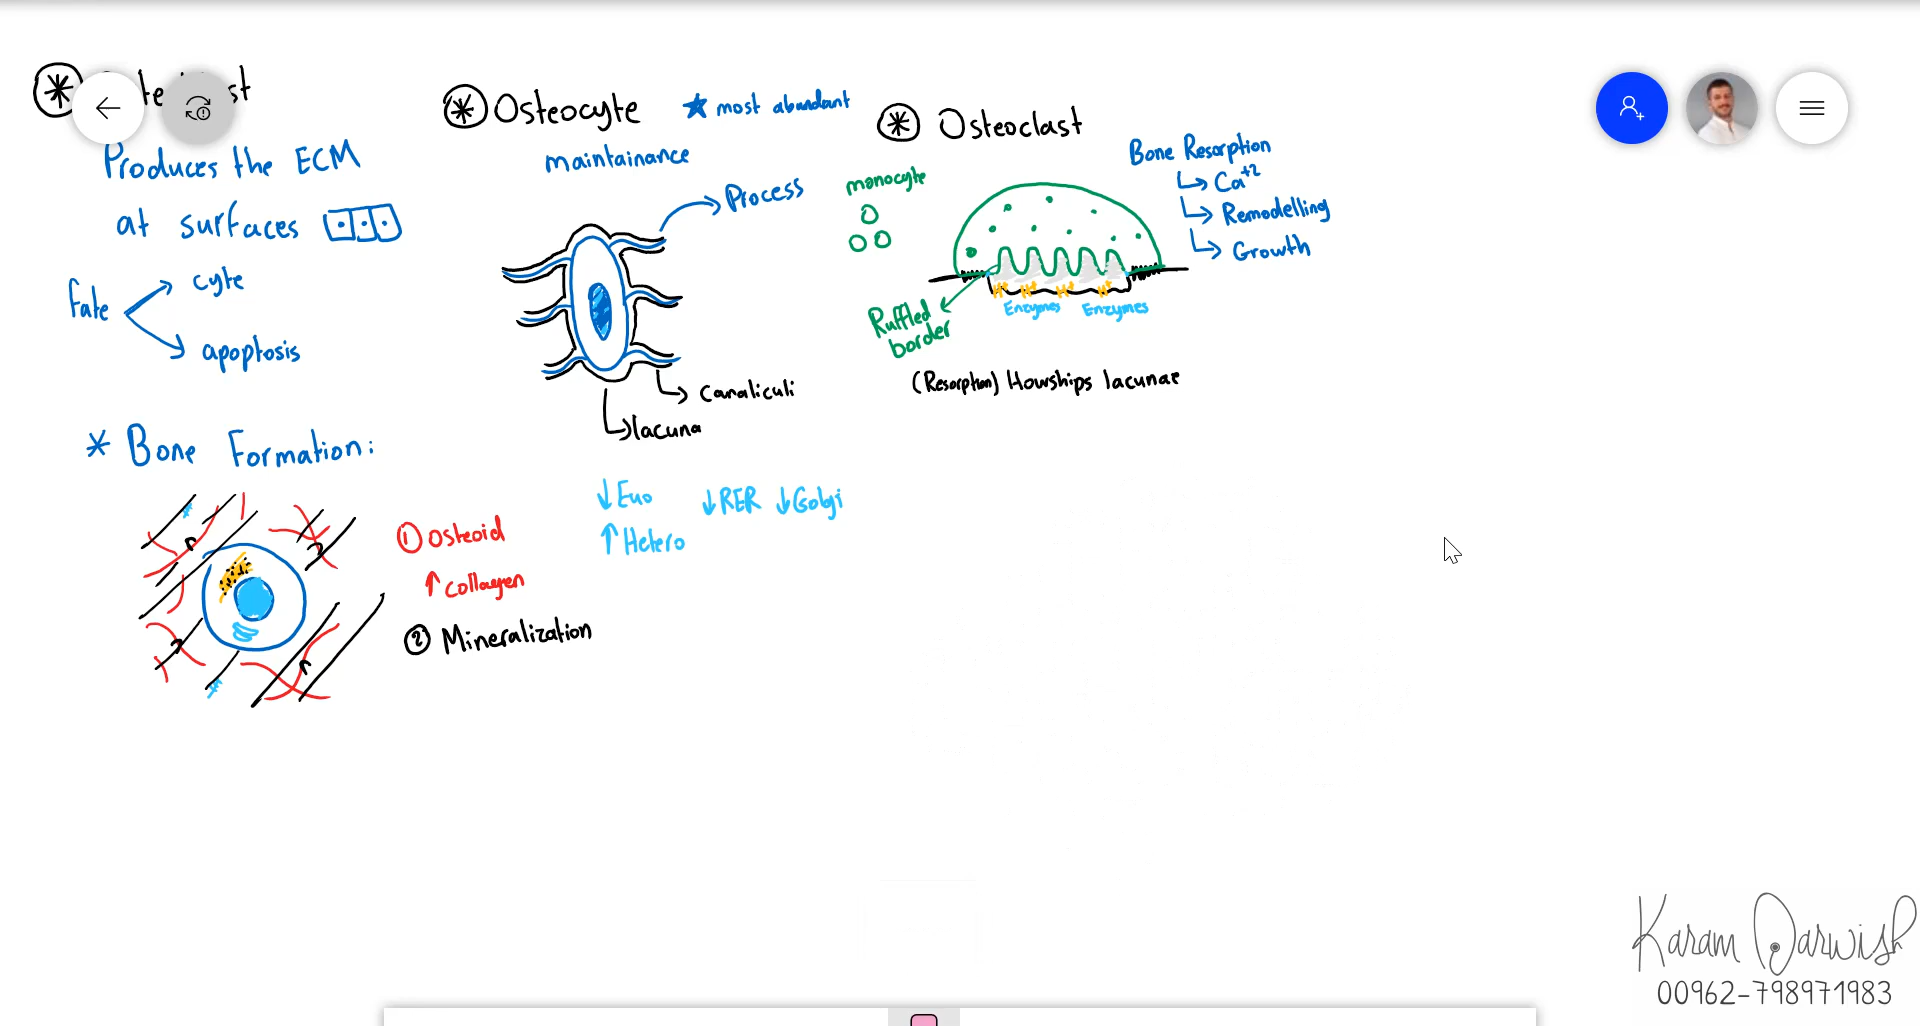 Produces the ECM
at surfaces
Fate
cyte
apoptosis
* Bone Formation:
① Osteoid
↑ Collagen
② Mineralization
Osteocyte ★ most abundant
maintainance
Process
Canaliculi
lacuna
↓ Euo ↓ RER ↓ Golgi
↑ Hetero
Osteoclast
monocyte
Bone Resorption
Ca+2
Remodelling
Growth
H+ H+ H+ H+
Enzymes Enzymes
Ruffled
border
(Resorption) Howships lacunae
Karam Darwish
00962-798971983